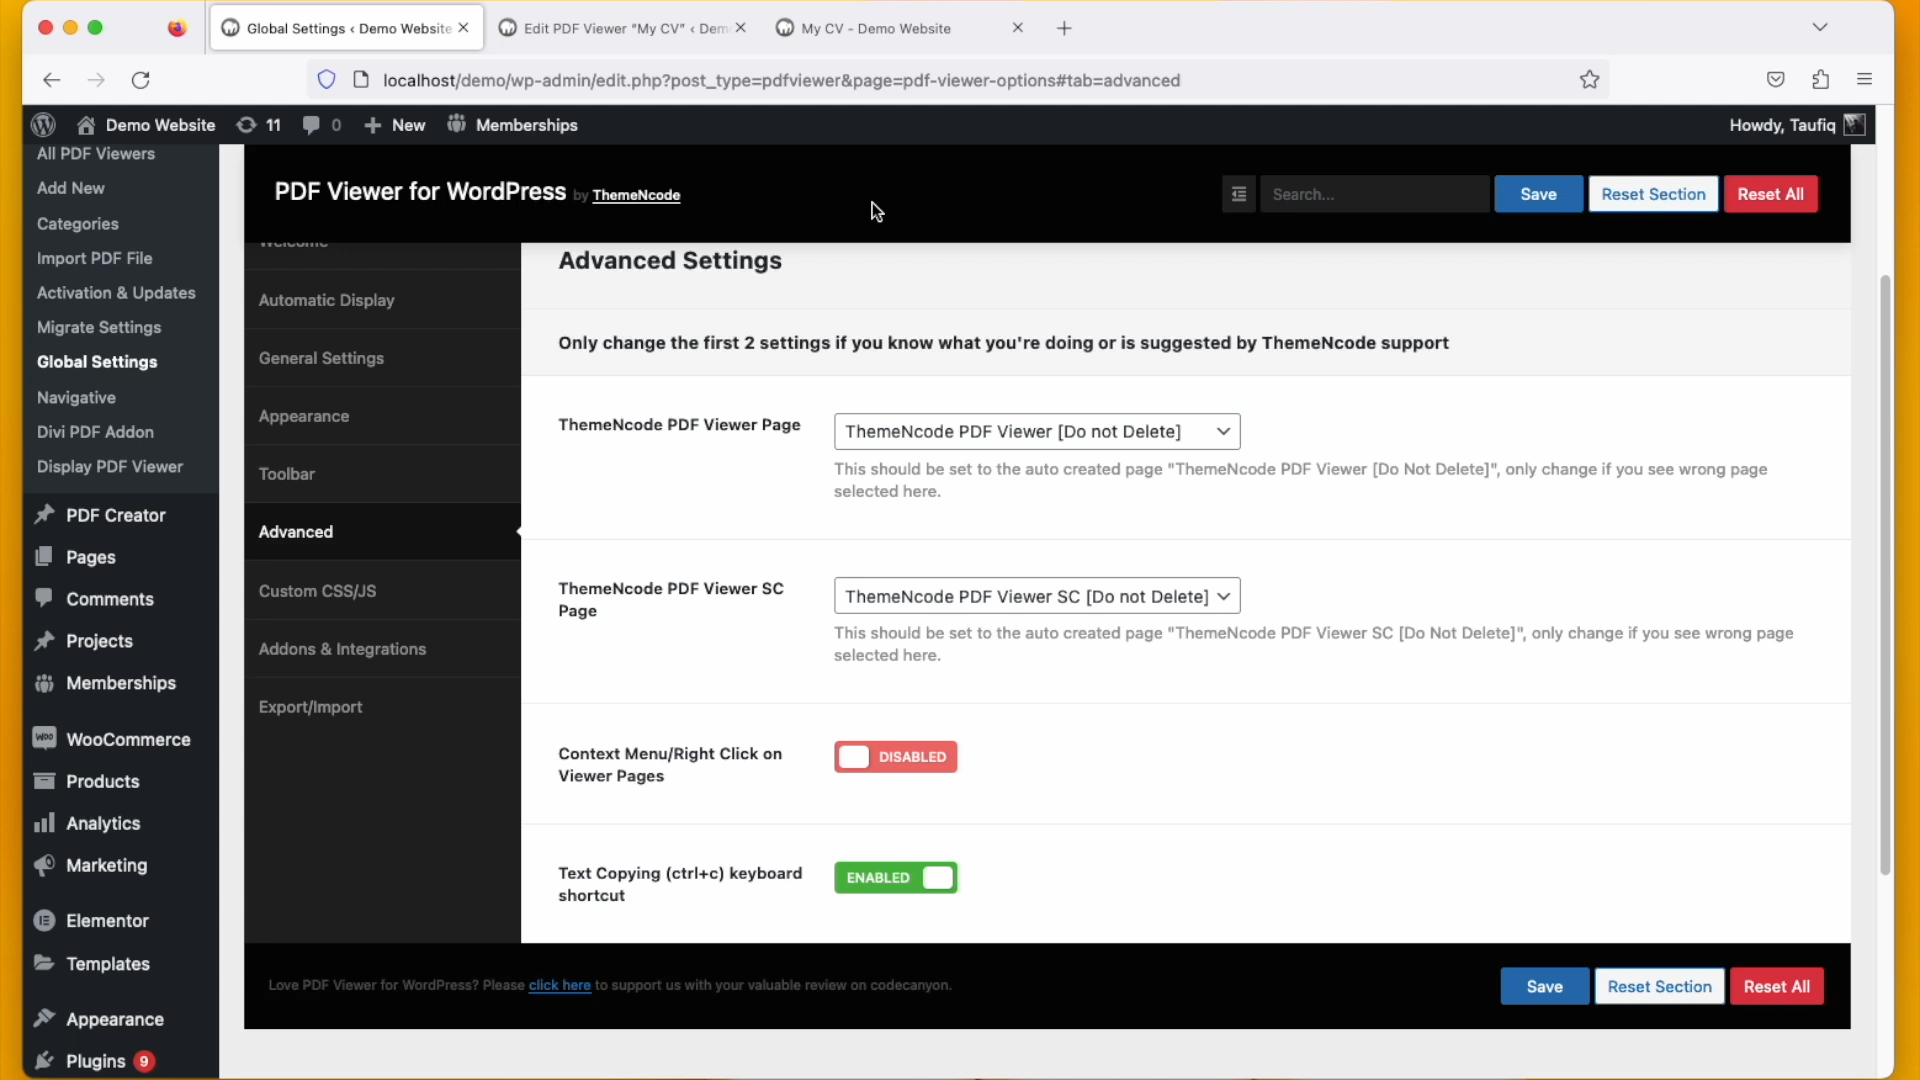 Global Settings ‹ Demo Website
Edit PDF Viewer "My CV" ‹ Dem
My CV - Demo Website
localhost/demo/wp-admin/edit.php?post_type=pdfviewer&page=pdf-viewer-options#tab=advanced
Demo Website
11
0
New
Memberships
Howdy, Taufiq
All PDF Viewers
Add New
Categories
Import PDF File
Activation & Updates
Migrate Settings
Global Settings
Navigative
Divi PDF Addon
Display PDF Viewer
PDF Creator
Pages
Comments
Projects
Memberships
WooCommerce
Products
Analytics
Marketing
Elementor
Templates
Appearance
Plugins 9
PDF Viewer for WordPress by ThemeNcode
Search...
Save
Reset Section
Reset All
Welcome
Automatic Display
General Settings
Appearance
Toolbar
Advanced
Custom CSS/JS
Addons & Integrations
Export/Import
Advanced Settings
Only change the first 2 settings if you know what you're doing or is suggested by ThemeNcode support
ThemeNcode PDF Viewer Page
ThemeNcode PDF Viewer [Do not Delete]
This should be set to the auto created page "ThemeNcode PDF Viewer [Do Not Delete]", only change if you see wrong page
selected here.
ThemeNcode PDF Viewer SC
Page
ThemeNcode PDF Viewer SC [Do not Delete]
This should be set to the auto created page "ThemeNcode PDF Viewer SC [Do Not Delete]", only change if you see wrong page
selected here.
Context Menu/Right Click on
Viewer Pages
DISABLED
Text Copying (ctrl+c) keyboard
shortcut
ENABLED
Love PDF Viewer for WordPress? Please click here to support us with your valuable review on codecanyon.
Save
Reset Section
Reset All